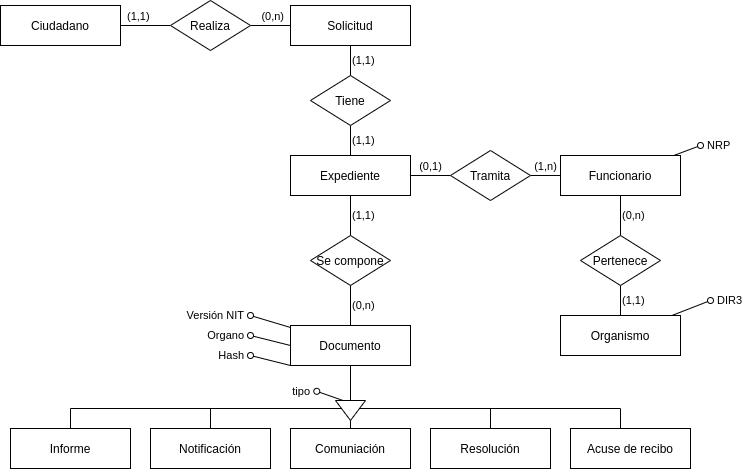 Ciudadano
(1,1)
Realiza
(0,n)
Solicitud
(1,1)
Tiene
(1,1)
Expediente
(0,1)
Tramita
(1,n)
Funcionario
NRP
(1,1)
Se compone
(0,n)
(0,n)
Pertenece
(1,1)
Organismo
DIR3
Versión NIT
Organo
Hash
Documento
tipo
Informe
Notificación
Comuniación
Resolución
Acuse de recibo